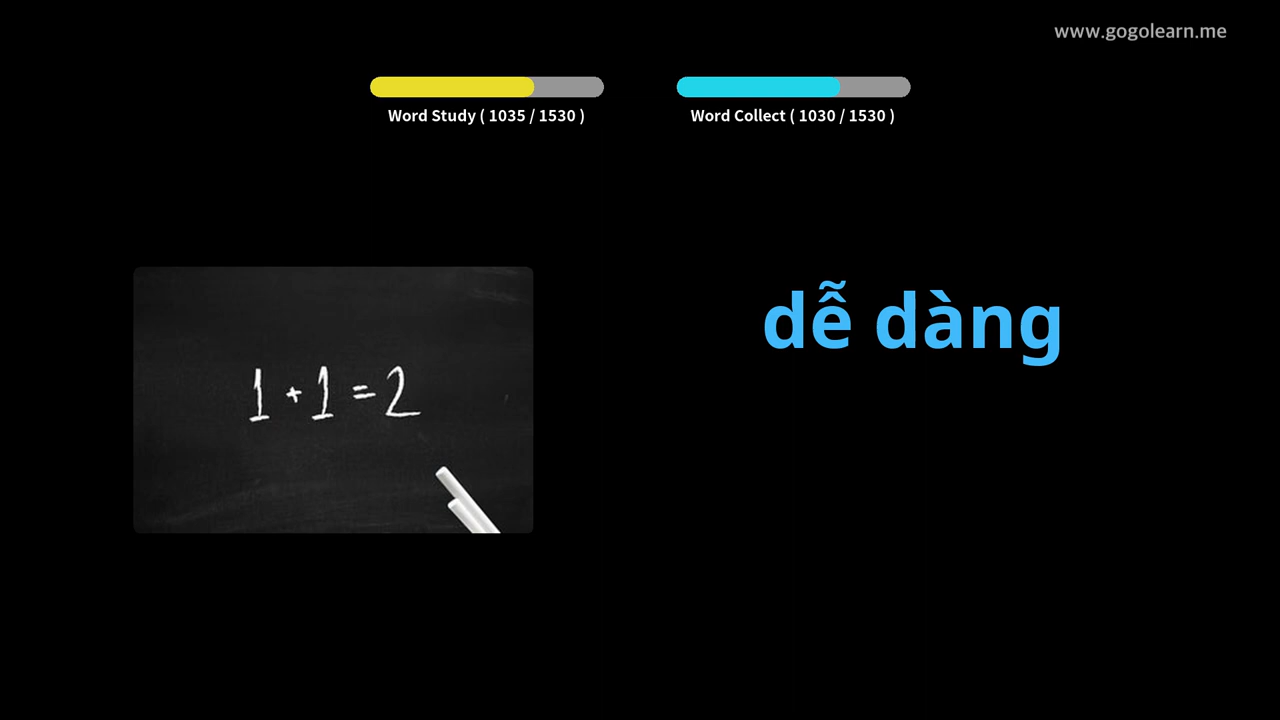 www.gogolearn.me
Word Study ( 1035 / 1530 )
Word Collect ( 1030 / 1530 )
dễ dàng
1 + 1 = 2